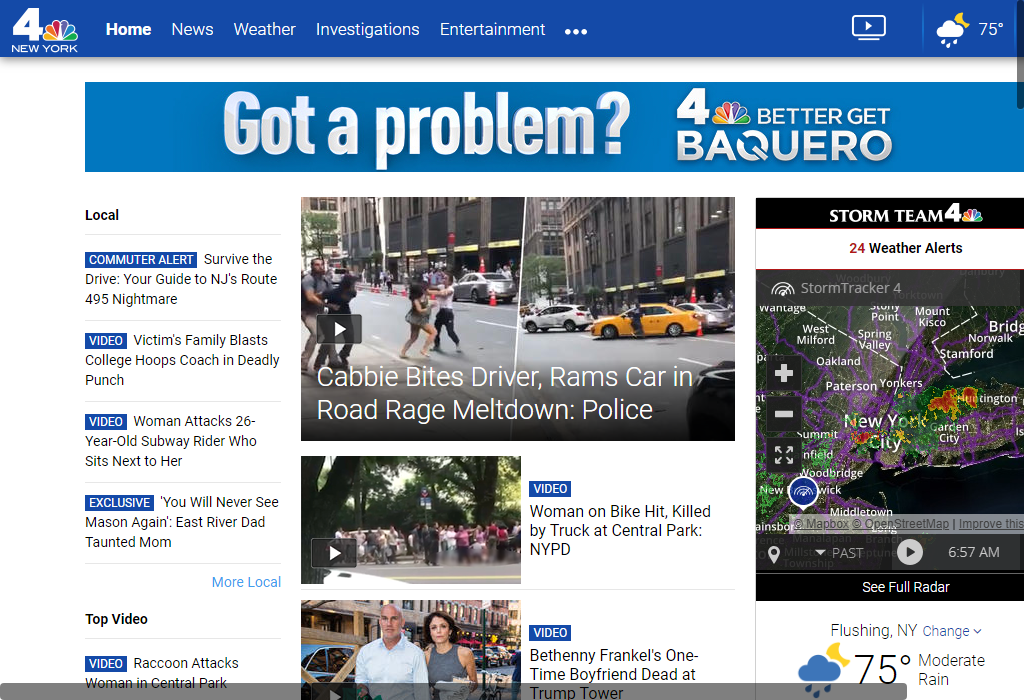 4
NEW YORK
Home News Weather Investigations Entertainment
75°
Got a problem?
4 BETTER GET
BAQUERO
Local
COMMUTER ALERT Survive the
Drive: Your Guide to NJ's Route
495 Nightmare
VIDEO Victim's Family Blasts
College Hoops Coach in Deadly
Punch
VIDEO Woman Attacks 26-
Year-Old Subway Rider Who
Sits Next to Her
EXCLUSIVE 'You Will Never See
Mason Again': East River Dad
Taunted Mom
More Local
Top Video
VIDEO Raccoon Attacks
Woman in Central Park
Cabbie Bites Driver, Rams Car in
Road Rage Meltdown: Police
VIDEO
Woman on Bike Hit, Killed
by Truck at Central Park:
NYPD
VIDEO
Bethenny Frankel's One-
Time Boyfriend Dead at
Trump Tower
STORM TEAM 4
24 Weather Alerts
StormTracker 4
Danbury
Woodbury
Yorktown
Wantage
Stony
Point
Mount
Kisco
West
Milford
Spring
Valley
Bridg
Norwalk
Stamford
Oakland
Paterson
Yonkers
Huntington
New York
City
Garden
City
Summit
nfield
Woodbridge
New
wick
Middletown
ainsbor
© Mapbox © OpenStreetMap | Improve this
Manalapan
Township
PAST
6:57 AM
See Full Radar
Flushing, NY Change
75° Moderate
Rain